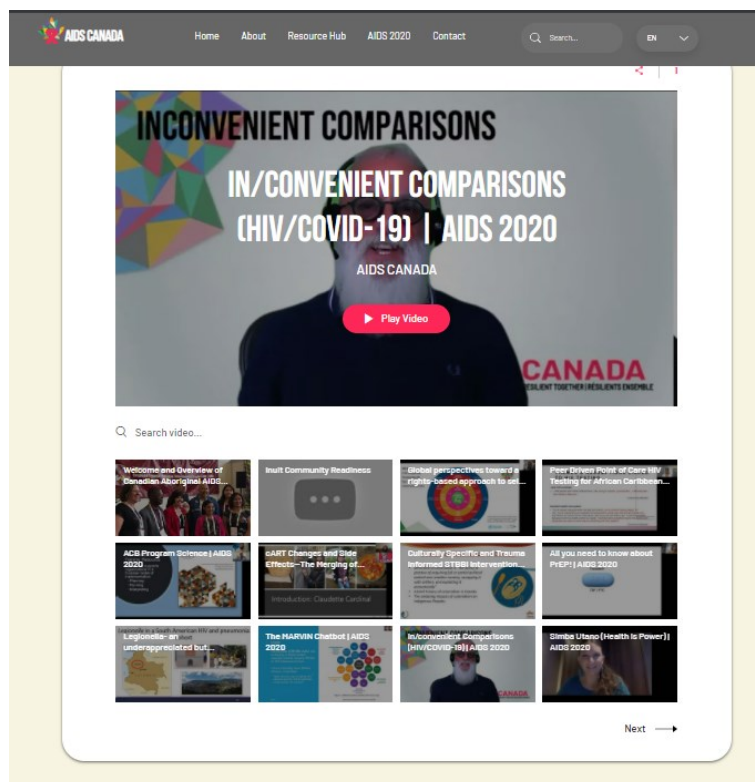 AIDS CANADA
Home About Resource Hub AIDS 2020 Contact
Search...
EN
INCONVENIENT COMPARISONS
IN/CONVENIENT COMPARISONS
(HIV/COVID-19) | AIDS 2020
AIDS CANADA
Play Video
CANADA
RESILIENT TOGETHER | RÉSILIENTS ENSEMBLE
Search video...
Welcome and Overview of
Canadian Aboriginal AIDS...
Inuit Community Readiness
Global perspectives toward a
rights-based approach to sel...
Peer Driven Point of Care HIV
Testing for African Caribbean...
ACB Program Science | AIDS
2020
cART Changes and Side
Effects—The Merging of...
Introduction: Claudette Cardinal
Culturally Specific and Trauma
Informed STBBI Intervention...
All you need to know about
PrEP! | AIDS 2020
Legionella- an
underappreciated but...
The MARVIN Chatbot | AIDS
2020
In/convenient Comparisons
(HIV/COVID-19) | AIDS 2020
CANADA
Simba Utano (Health is Power) |
AIDS 2020
Next